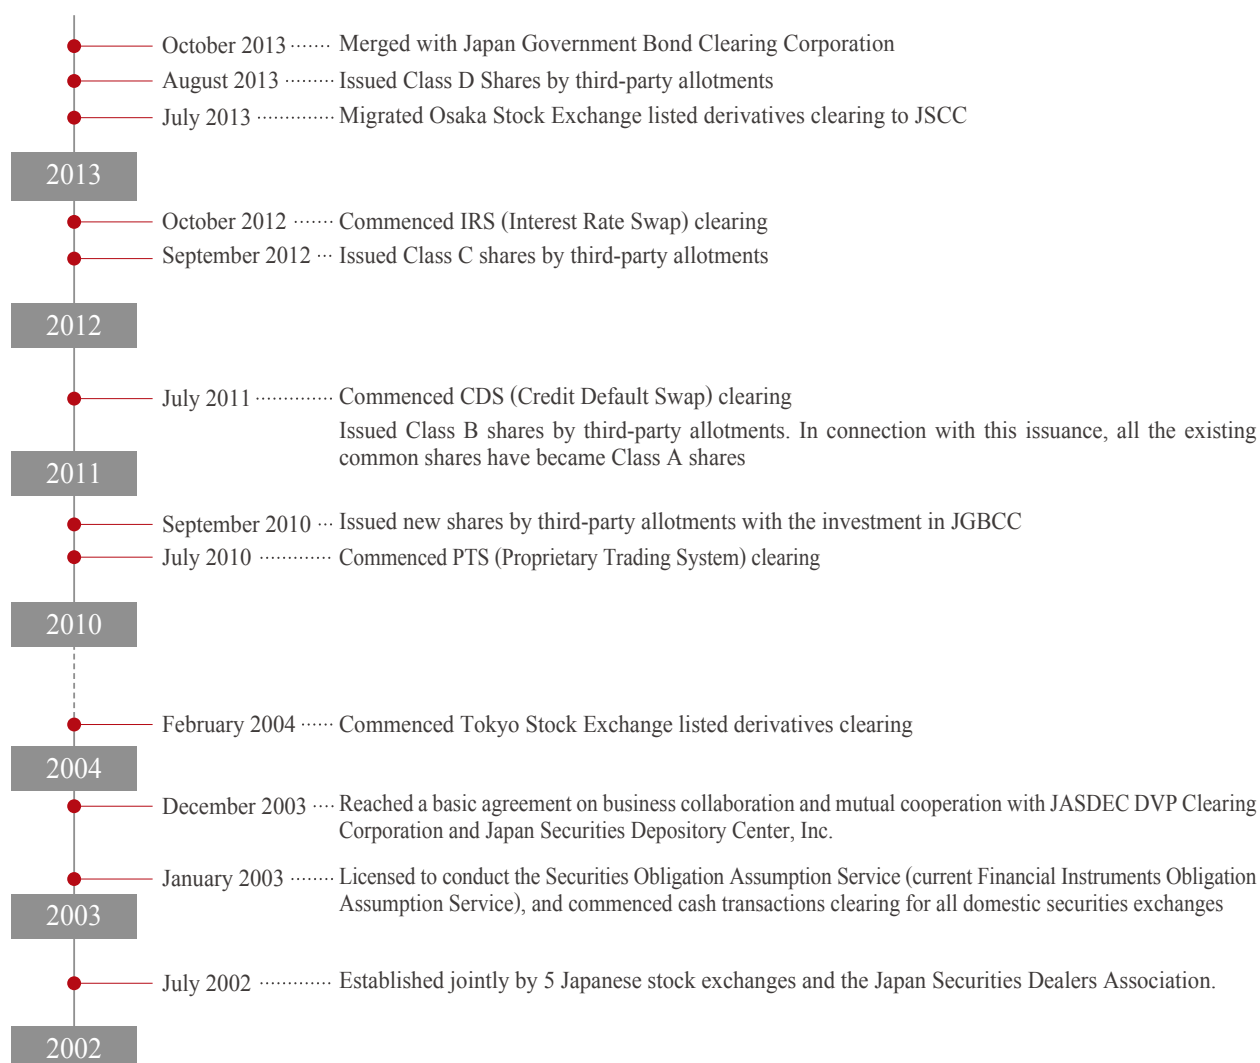 October 2013 ······· Merged with Japan Government Bond Clearing Corporation
August 2013 ········· Issued Class D Shares by third-party allotments
July 2013 ·············· Migrated Osaka Stock Exchange listed derivatives clearing to JSCC
2013
October 2012 ······· Commenced IRS (Interest Rate Swap) clearing
September 2012 ··· Issued Class C shares by third-party allotments
2012
July 2011 ·············· Commenced CDS (Credit Default Swap) clearing
Issued Class B shares by third-party allotments. In connection with this issuance, all the existing
common shares have became Class A shares
2011
September 2010 ··· Issued new shares by third-party allotments with the investment in JGBCC
July 2010 ············· Commenced PTS (Proprietary Trading System) clearing
2010
February 2004 ······ Commenced Tokyo Stock Exchange listed derivatives clearing
2004
December 2003 ···· Reached a basic agreement on business collaboration and mutual cooperation with JASDEC DVP Clearing
Corporation and Japan Securities Depository Center, Inc.
January 2003 ········ Licensed to conduct the Securities Obligation Assumption Service (current Financial Instruments Obligation
Assumption Service), and commenced cash transactions clearing for all domestic securities exchanges
2003
July 2002 ············· Established jointly by 5 Japanese stock exchanges and the Japan Securities Dealers Association.
2002